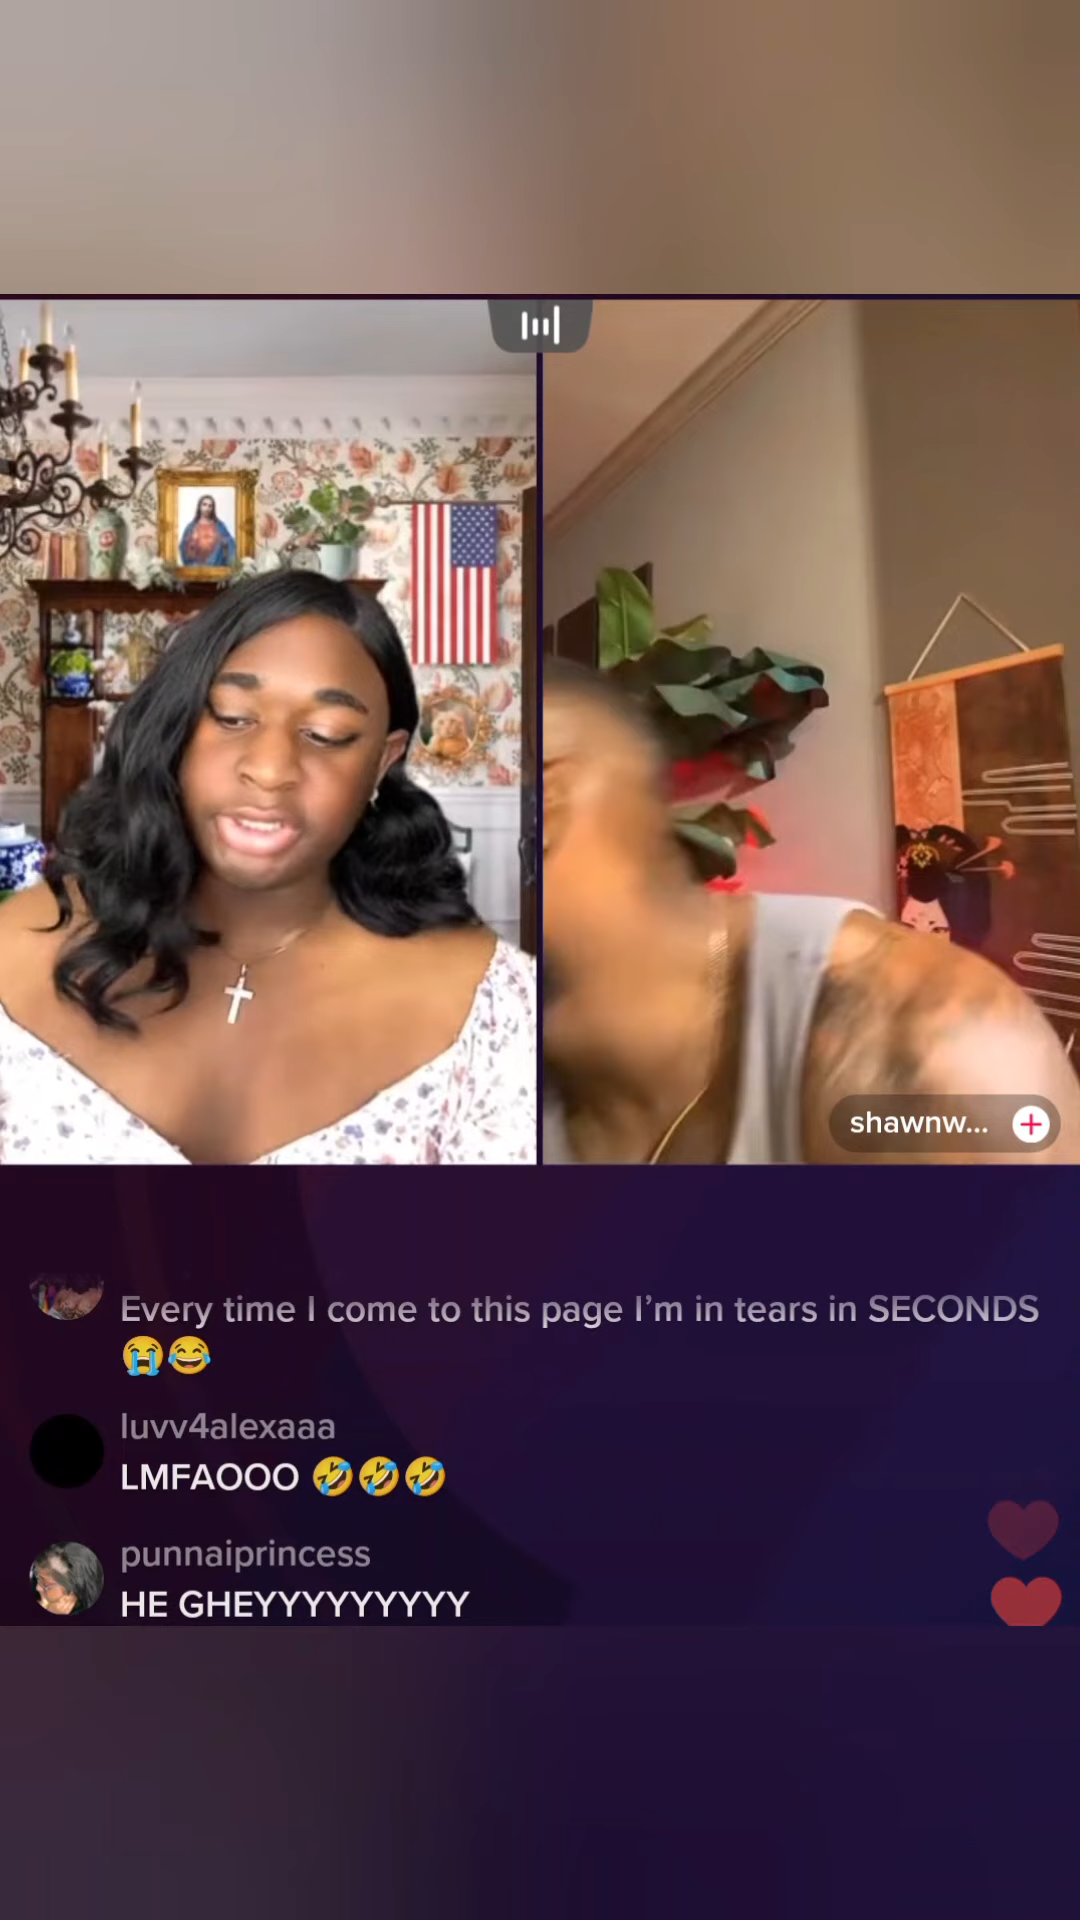 shawnw...
Every time I come to this page I’m in tears in SECONDS
😭😂
luvv4alexaaa
LMFAOOO 🤣🤣🤣
punnaiprincess
HE GHEYYYYYYYYY